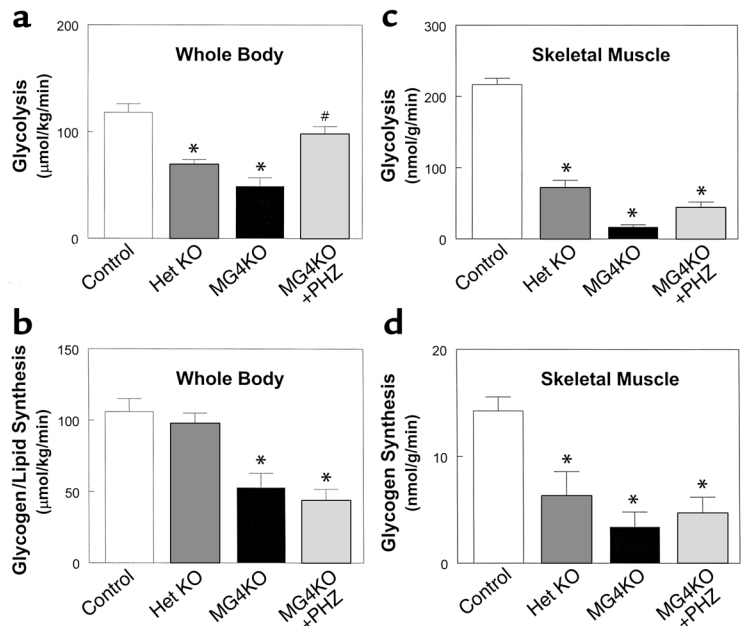 a
Whole Body
Glycolysis
(μmol/kg/min)
200
100
0
*
*
#
Control
Het KO
MG4KO
MG4KO
+PHZ
c
Skeletal Muscle
Glycolysis
(nmol/g/min)
300
200
100
0
*
*
*
Control
Het KO
MG4KO
MG4KO
+PHZ
b
Whole Body
Glycogen/Lipid Synthesis
(μmol/kg/min)
150
100
50
0
*
*
Control
Het KO
MG4KO
MG4KO
+PHZ
d
Skeletal Muscle
Glycogen Synthesis
(nmol/g/min)
20
10
0
*
*
*
Control
Het KO
MG4KO
MG4KO
+PHZ